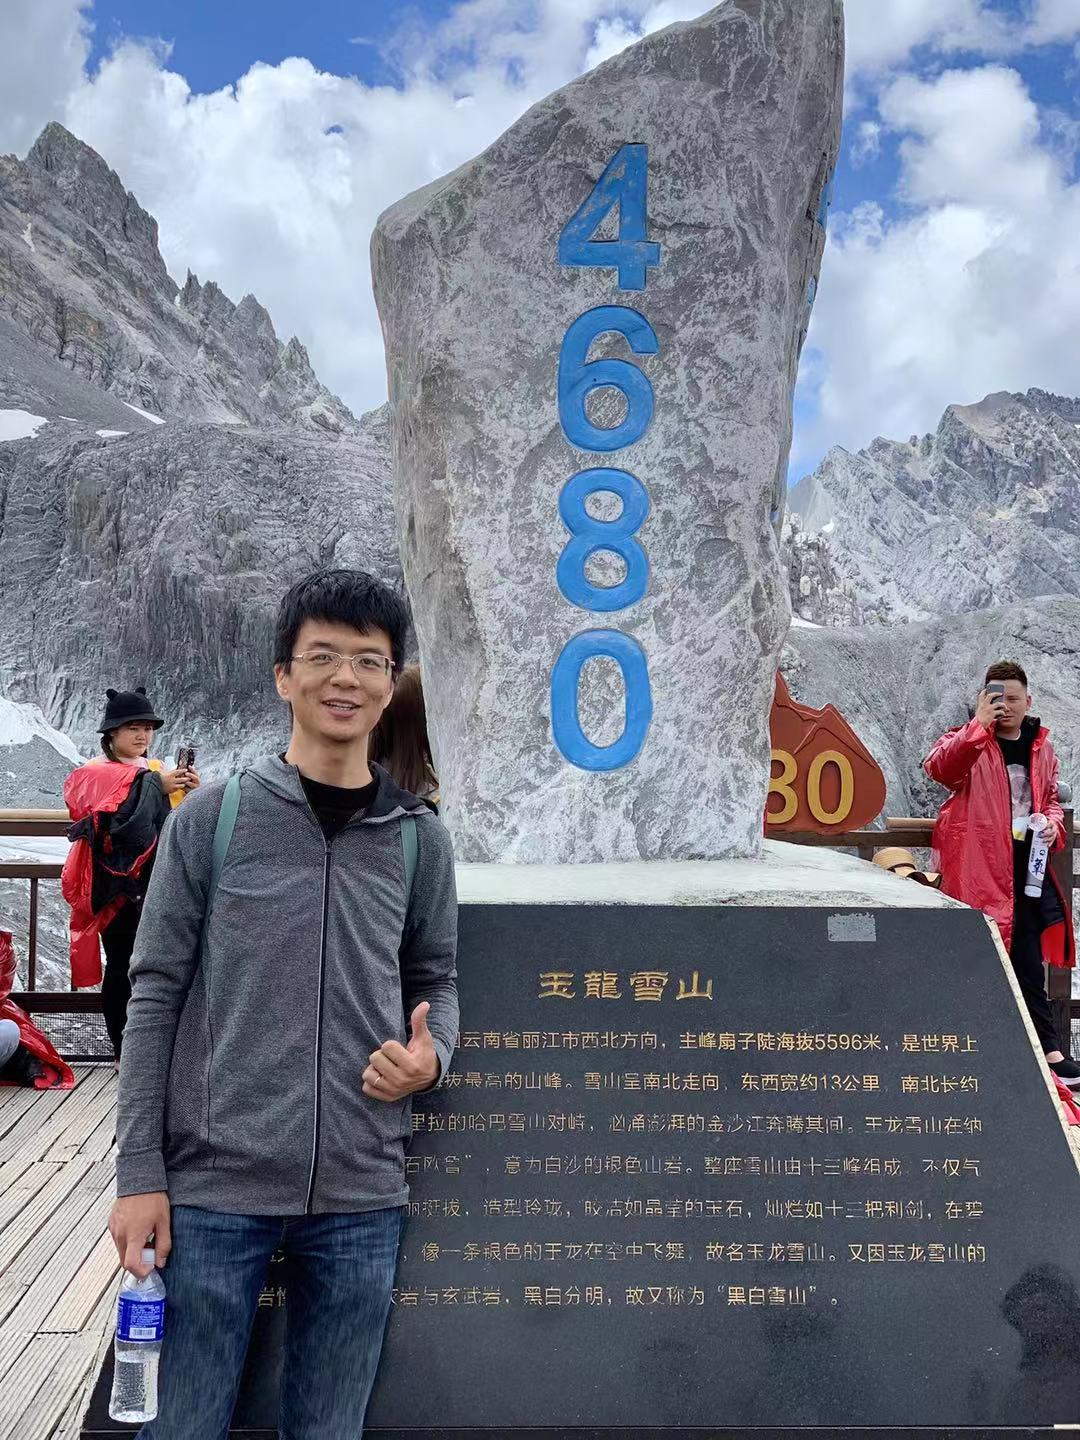 4680
80
玉龍雪山
云南省丽江市西北方向，主峰扇子陡海拔5596米，是世界上
拔最高的山峰。雪山呈南北走向，东西宽约13公里，南北长约
里拉的哈巴雪山对峙，汹涌澎湃的金沙江奔腾其间。玉龙雪山在纳
石欧鲁”，意为白沙的银色山岩。整座雪山由十三峰组成，不仅气
丽挺拔，造型玲珑，皎洁如晶莹的玉石，灿烂如十三把利剑，在碧
，像一条银色的玉龙在空中飞舞，故名玉龙雪山。又因玉龙雪山的
岩性 灰岩与玄武岩，黑白分明，故又称为“黑白雪山”。